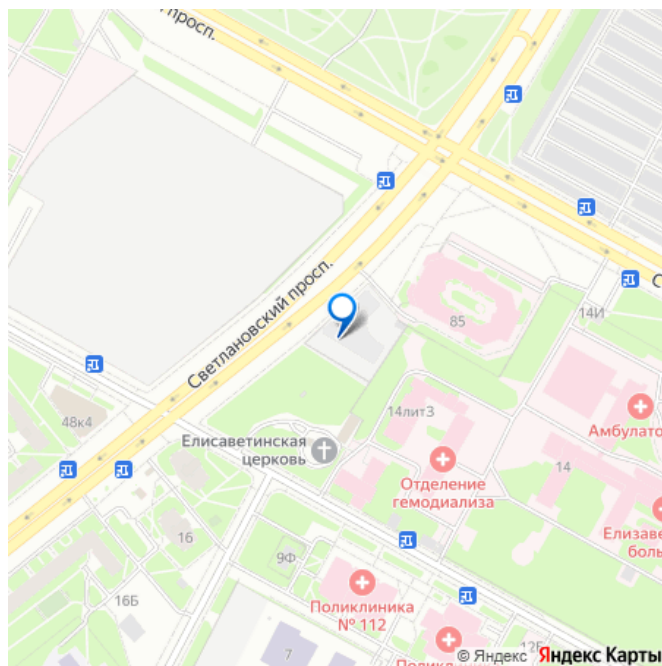 просп.
Светлановский просп.
С
85
14И
48к4
14лит3
Елисаветинская
церковь
Амбулато
Отделение
гемодиализа
14
Елизаве
боль
16
9Ф
16Б
Поликлиника
№ 112
7
12Б
Поликлин
© Яндекс Яндекс Карты